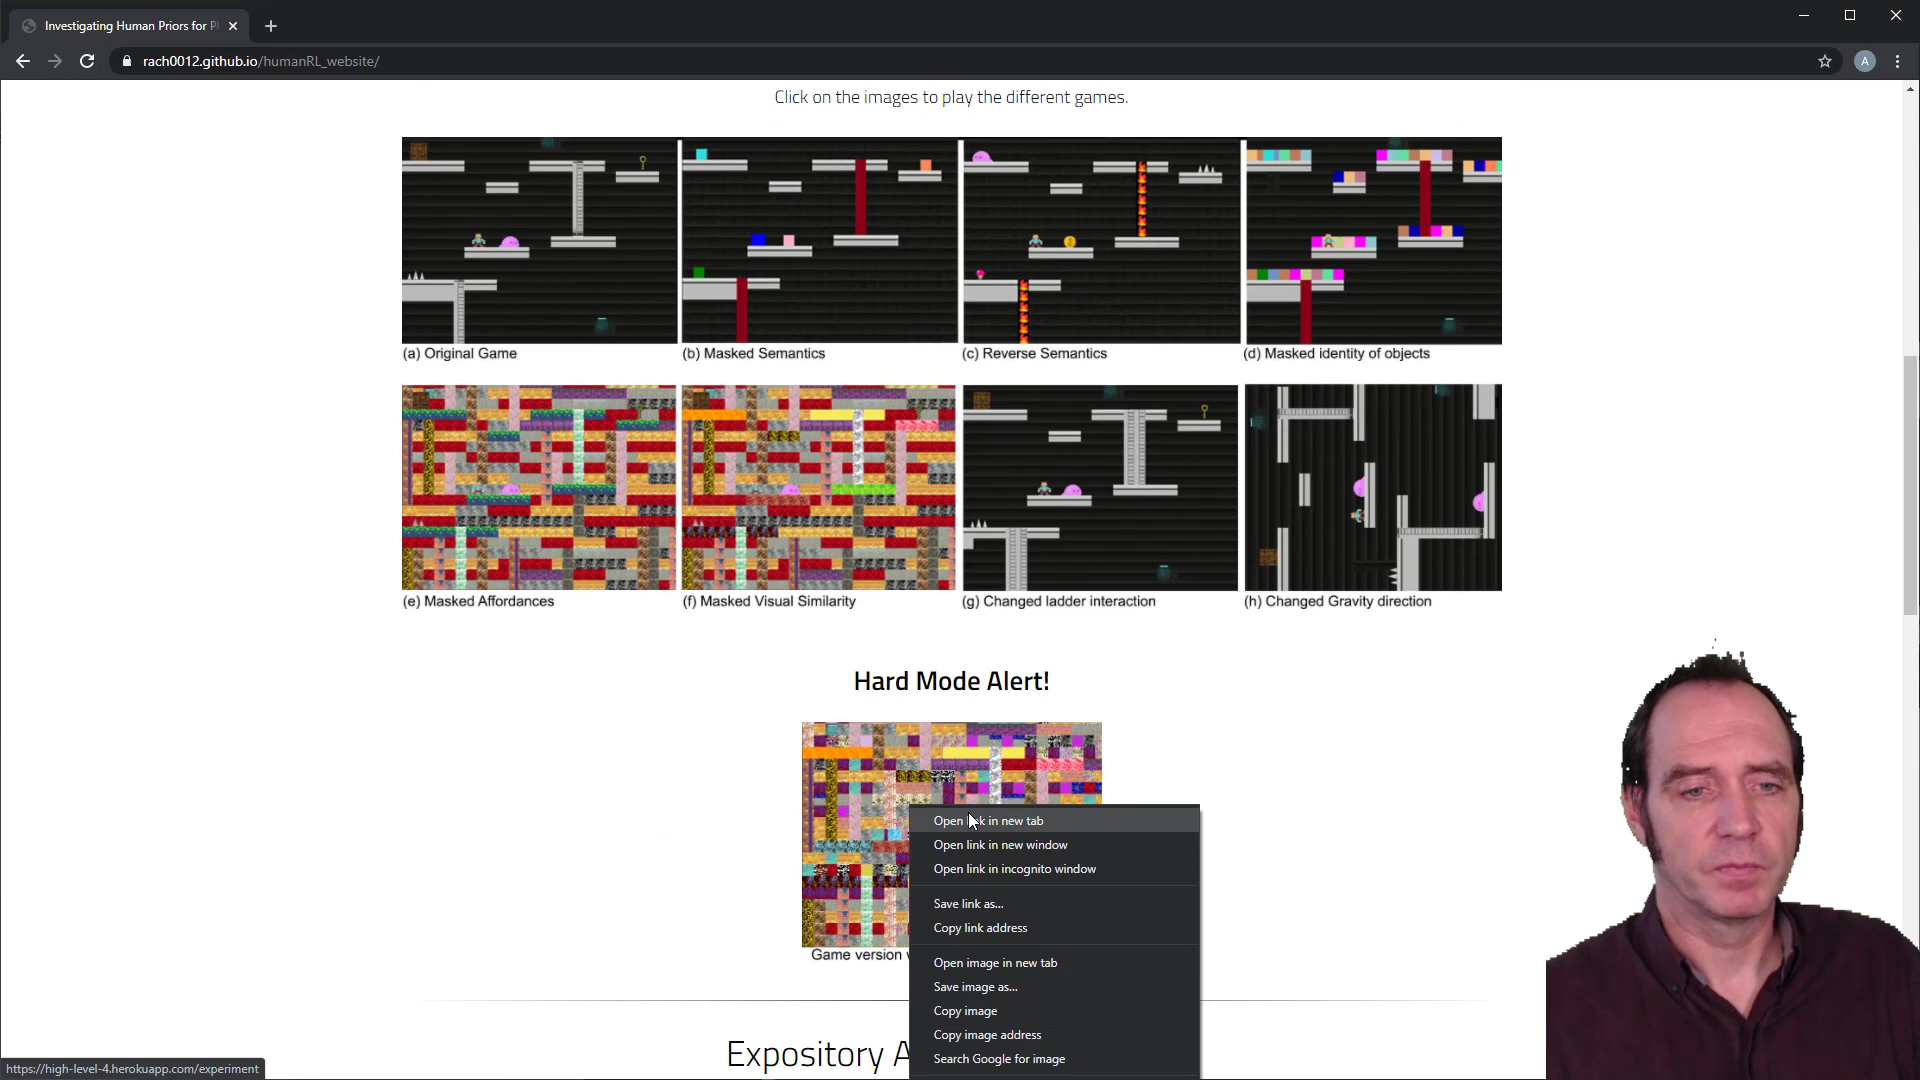 Investigating Human Priors for Pl
rach0012.github.io/humanRL_website/
A
Click on the images to play the different games.
(a) Original Game
(b) Masked Semantics
(c) Reverse Semantics
(d) Masked identity of objects
(e) Masked Affordances
(f) Masked Visual Similarity
(g) Changed ladder interaction
(h) Changed Gravity direction
Hard Mode Alert!
Open link in new tab
Open link in new window
Open link in incognito window
Save link as...
Copy link address
Game version
Open image in new tab
Save image as...
Copy image
Copy image address
Search Google for image
Expository
https://high-level-4.herokuapp.com/experiment